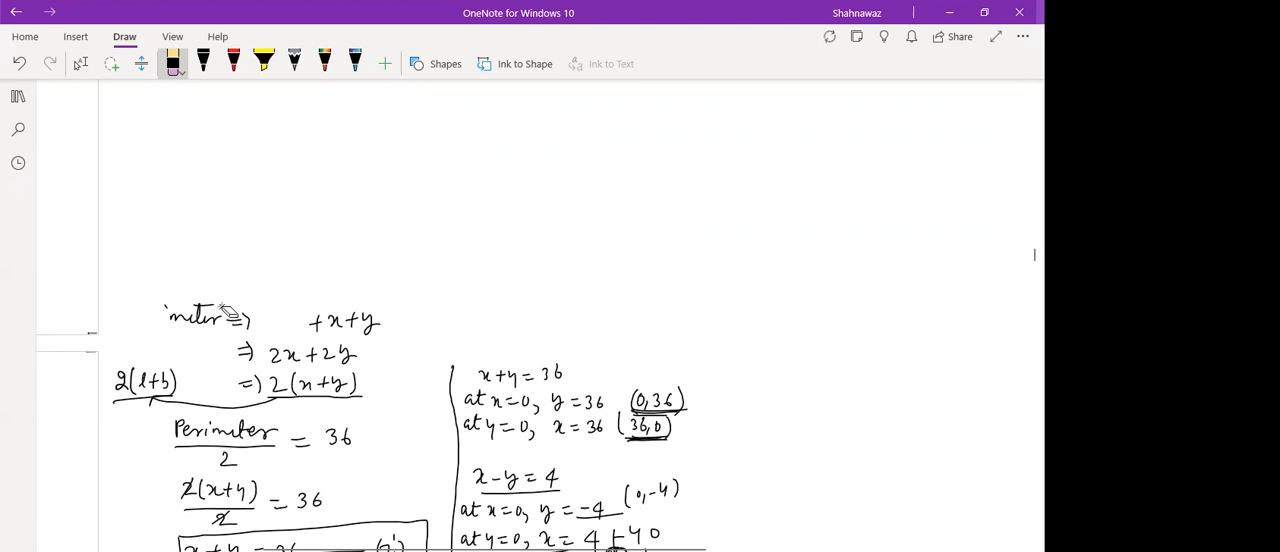 OneNote for Windows 10
Shahnawaz
Home Insert Draw View Help
Share
Shapes
Ink to Shape
Ink to Text
imeter => +x+y
=> 2x+2y
2(l+b) => 2(x+y)
Perimeter/2 = 36
2(x+y)/2 = 36
x+y = 36
x+y = 36
at x=0, y = 36 (0,36)
at y=0, x = 36 (36,0)
x-y = 4
at x=0, y = -4 (0,-4)
at y=0, x = 4